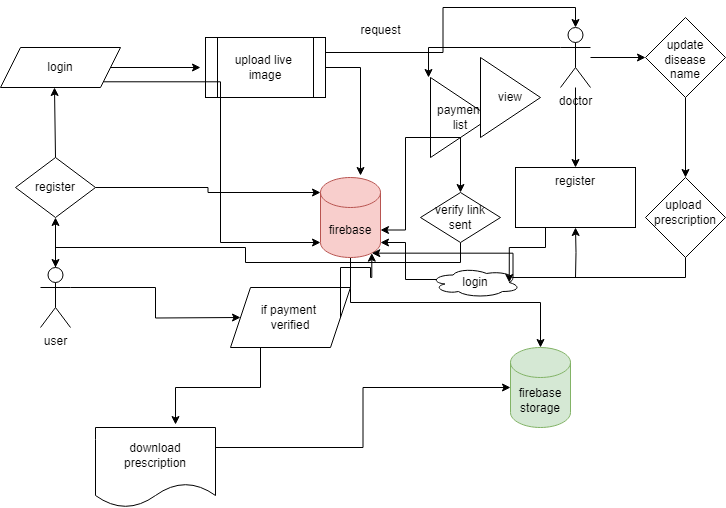 request
login
upload live
image
update
disease
name
view
doctor
paymen
list
register
register
upload
prescription
verify link
sent
firebase
login
if payment
verified
user
firebase
storage
download
prescription